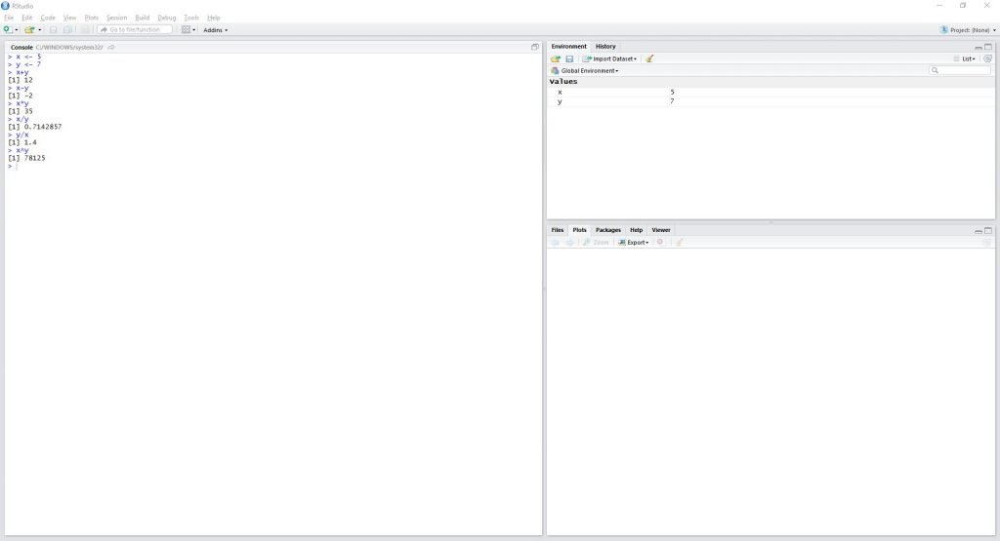 RStudio
File Edit Code View Plots Session Build Debug Tools Help
Go to file/function Addins Project: (None)
Console C:/WINDOWS/system32/
> x <- 5
> y <- 7
> x+y
[1] 12
> x-y
[1] -2
> x*y
[1] 35
> x/y
[1] 0.7142857
> y/x
[1] 1.4
> x^y
[1] 78125
>
Environment History
Import Dataset List
Global Environment
Values
x 5
y 7
Files Plots Packages Help Viewer
Zoom Export